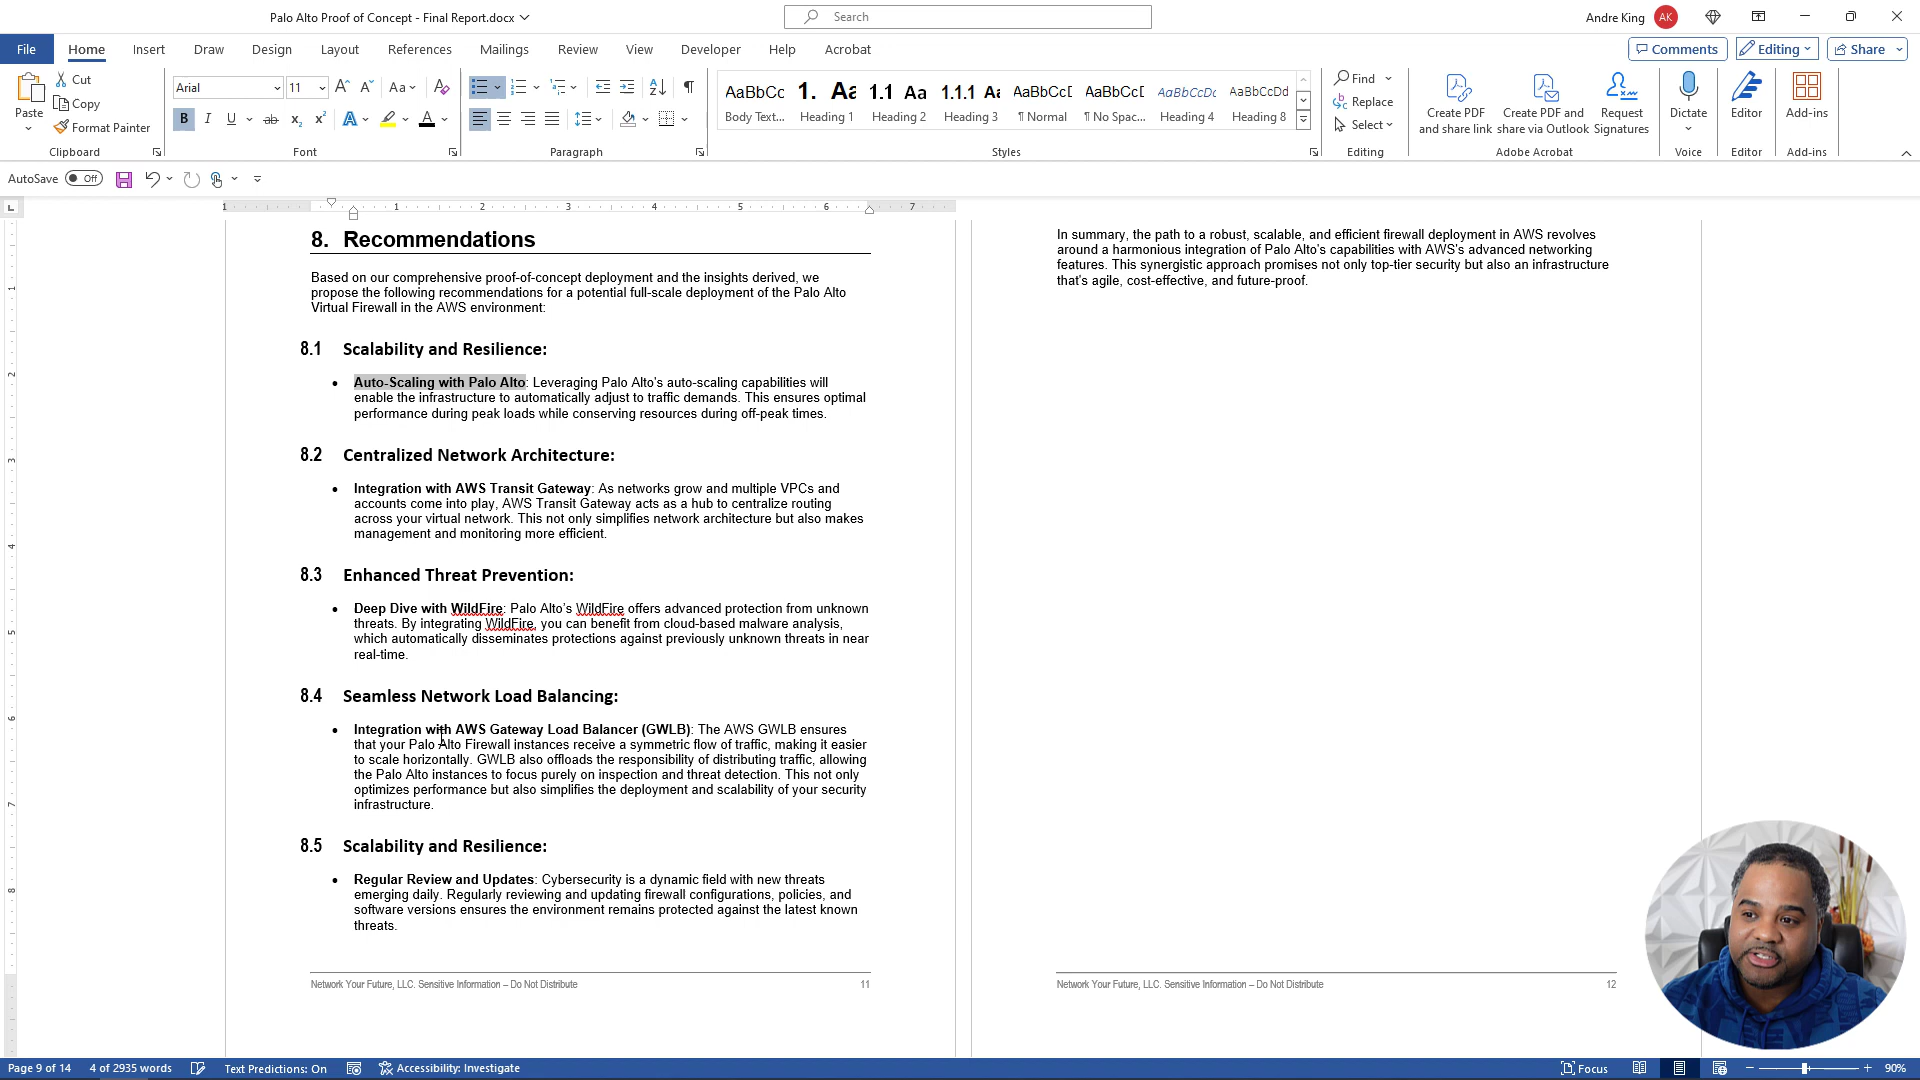 Palo Alto Proof of Concept - Final Report.docx
Search
Andre King
AK
File
Home
Insert
Draw
Design
Layout
References
Mailings
Review
View
Developer
Help
Acrobat
Comments
Editing
Share
Paste
Cut
Copy
Format Painter
Clipboard
Arial
11
Aa
B I U ab x₂ x²
A
A
Font
Paragraph
AaBbCc
Body Text...
1. Aa
Heading 1
1.1 Aa
Heading 2
1.1.1 Aa
Heading 3
AaBbCcD
¶ Normal
AaBbCcD
¶ No Spac...
AaBbCcDc
Heading 4
AaBbCcDd
Heading 8
Styles
Find
Replace
Select
Editing
Create PDF
and share link
Create PDF and
share via Outlook
Request
Signatures
Adobe Acrobat
Dictate
Voice
Editor
Editor
Add-ins
Add-ins
AutoSave
Off
1 1 2 3 4 5 6 7
8. Recommendations
Based on our comprehensive proof-of-concept deployment and the insights derived, we
propose the following recommendations for a potential full-scale deployment of the Palo Alto
Virtual Firewall in the AWS environment:
8.1 Scalability and Resilience:
• Auto-Scaling with Palo Alto: Leveraging Palo Alto's auto-scaling capabilities will
enable the infrastructure to automatically adjust to traffic demands. This ensures optimal
performance during peak loads while conserving resources during off-peak times.
8.2 Centralized Network Architecture:
• Integration with AWS Transit Gateway: As networks grow and multiple VPCs and
accounts come into play, AWS Transit Gateway acts as a hub to centralize routing
across your virtual network. This not only simplifies network architecture but also makes
management and monitoring more efficient.
8.3 Enhanced Threat Prevention:
• Deep Dive with WildFire: Palo Alto's WildFire offers advanced protection from unknown
threats. By integrating WildFire, you can benefit from cloud-based malware analysis,
which automatically disseminates protections against previously unknown threats in near
real-time.
8.4 Seamless Network Load Balancing:
• Integration with AWS Gateway Load Balancer (GWLB): The AWS GWLB ensures
that your Palo Alto Firewall instances receive a symmetric flow of traffic, making it easier
to scale horizontally. GWLB also offloads the responsibility of distributing traffic, allowing
the Palo Alto instances to focus purely on inspection and threat detection. This not only
optimizes performance but also simplifies the deployment and scalability of your security
infrastructure.
8.5 Scalability and Resilience:
• Regular Review and Updates: Cybersecurity is a dynamic field with new threats
emerging daily. Regularly reviewing and updating firewall configurations, policies, and
software versions ensures the environment remains protected against the latest known
threats.
Network Your Future, LLC. Sensitive Information – Do Not Distribute 11
In summary, the path to a robust, scalable, and efficient firewall deployment in AWS revolves
around a harmonious integration of Palo Alto's capabilities with AWS's advanced networking
features. This synergistic approach promises not only top-tier security but also an infrastructure
that's agile, cost-effective, and future-proof.
Network Your Future, LLC. Sensitive Information – Do Not Distribute 12
Page 9 of 14
4 of 2935 words
Text Predictions: On
Accessibility: Investigate
Focus
90%